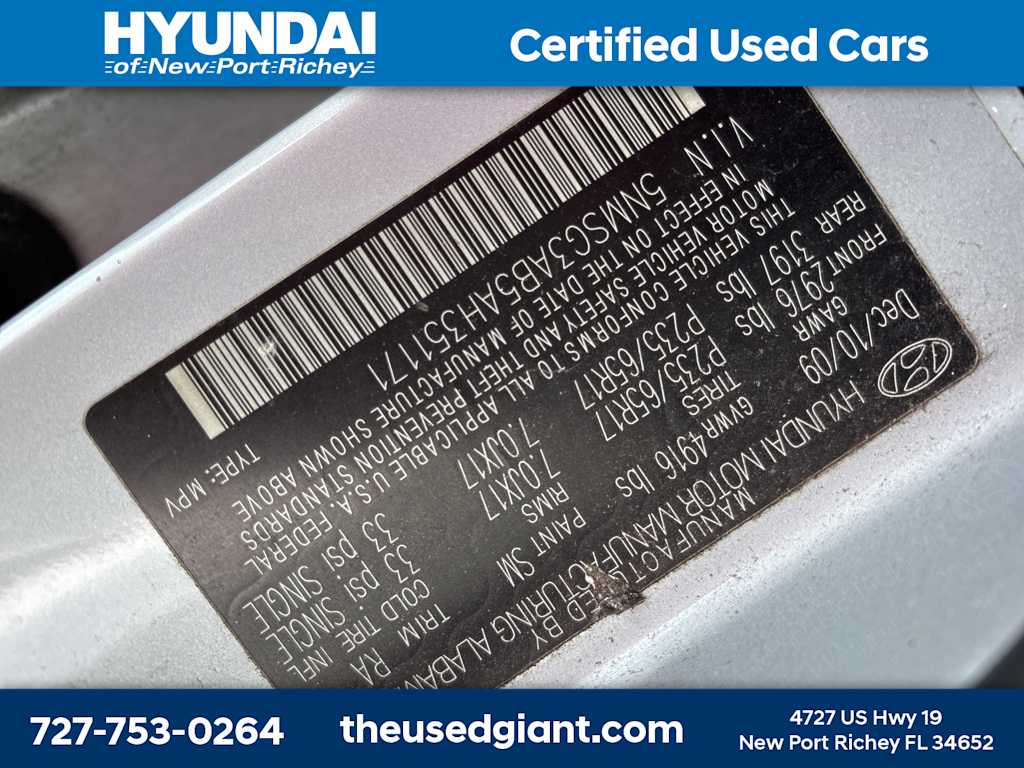 HYUNDAI
of New Port Richey
Certified Used Cars
BY
HYUNDAI MOTOR MANUFACTURING
Dec/10/09 GVWR 4916 lbs PAINT SM TRIM RA
GAWR TIRES RIMS COLD TIRE INFL
FRONT 2976 lbs P235/65R17 7.0JX17 33 PSI SINGLE
REAR 3197 lbs P235/65R17 7.0JX17 33 PSI SINGLE
THIS VEHICLE CONFORMS TO ALL APPLICABLE U.S.A. FEDERAL
MOTOR VEHICLE SAFETY AND THEFT PREVENTION STANDARDS
IN EFFECT ON THE DATE OF MANUFACTURE SHOWN ABOVE
V.I.N
5NMSG3AB5AH351171
TYPE: MPV
727-753-0264
theusedgiant.com
4727 US Hwy 19
New Port Richey FL 34652